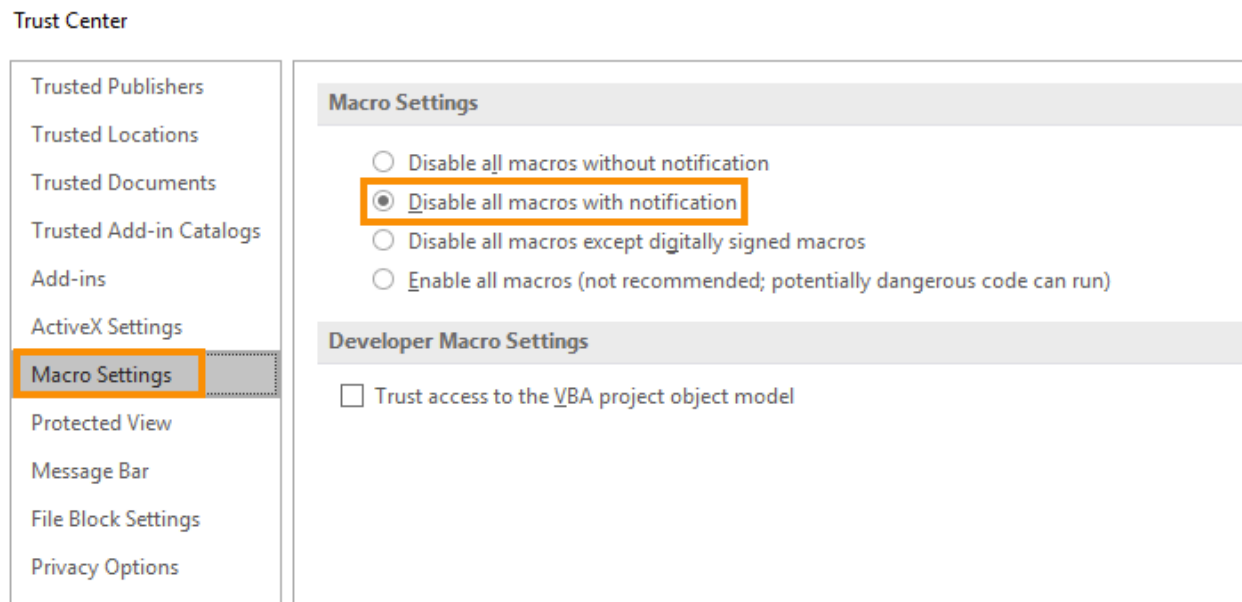 Trust Center
Trusted Publishers
Trusted Locations
Trusted Documents
Trusted Add-in Catalogs
Add-ins
ActiveX Settings
Macro Settings
Protected View
Message Bar
File Block Settings
Privacy Options
Macro Settings
Disable all macros without notification
Disable all macros with notification
Disable all macros except digitally signed macros
Enable all macros (not recommended; potentially dangerous code can run)
Developer Macro Settings
Trust access to the VBA project object model